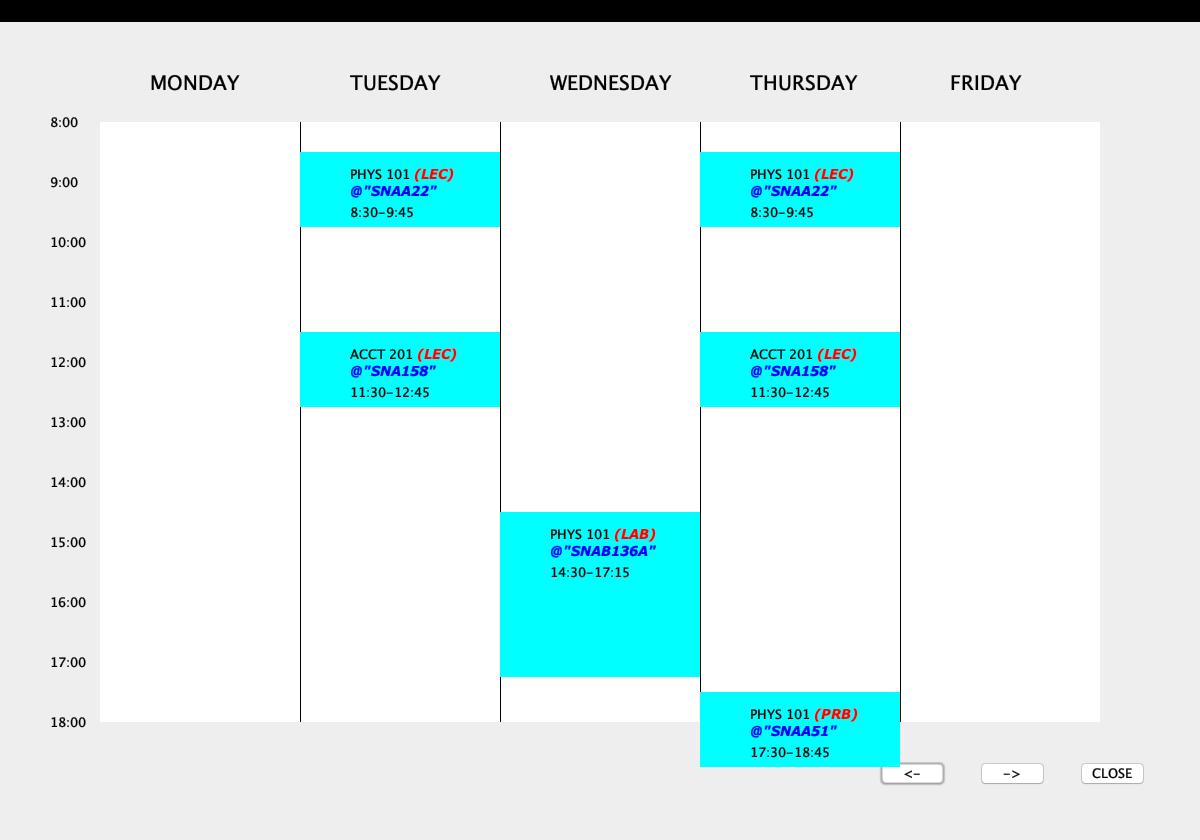 MONDAY TUESDAY WEDNESDAY THURSDAY FRIDAY
8:00
9:00
10:00
11:00
12:00
13:00
14:00
15:00
16:00
17:00
18:00
PHYS 101 (LEC)
@"SNAA22"
8:30-9:45
ACCT 201 (LEC)
@"SNA158"
11:30-12:45
PHYS 101 (LAB)
@"SNAB136A"
14:30-17:15
PHYS 101 (LEC)
@"SNAA22"
8:30-9:45
ACCT 201 (LEC)
@"SNA158"
11:30-12:45
PHYS 101 (PRB)
@"SNAA51"
17:30-18:45
<- -> CLOSE